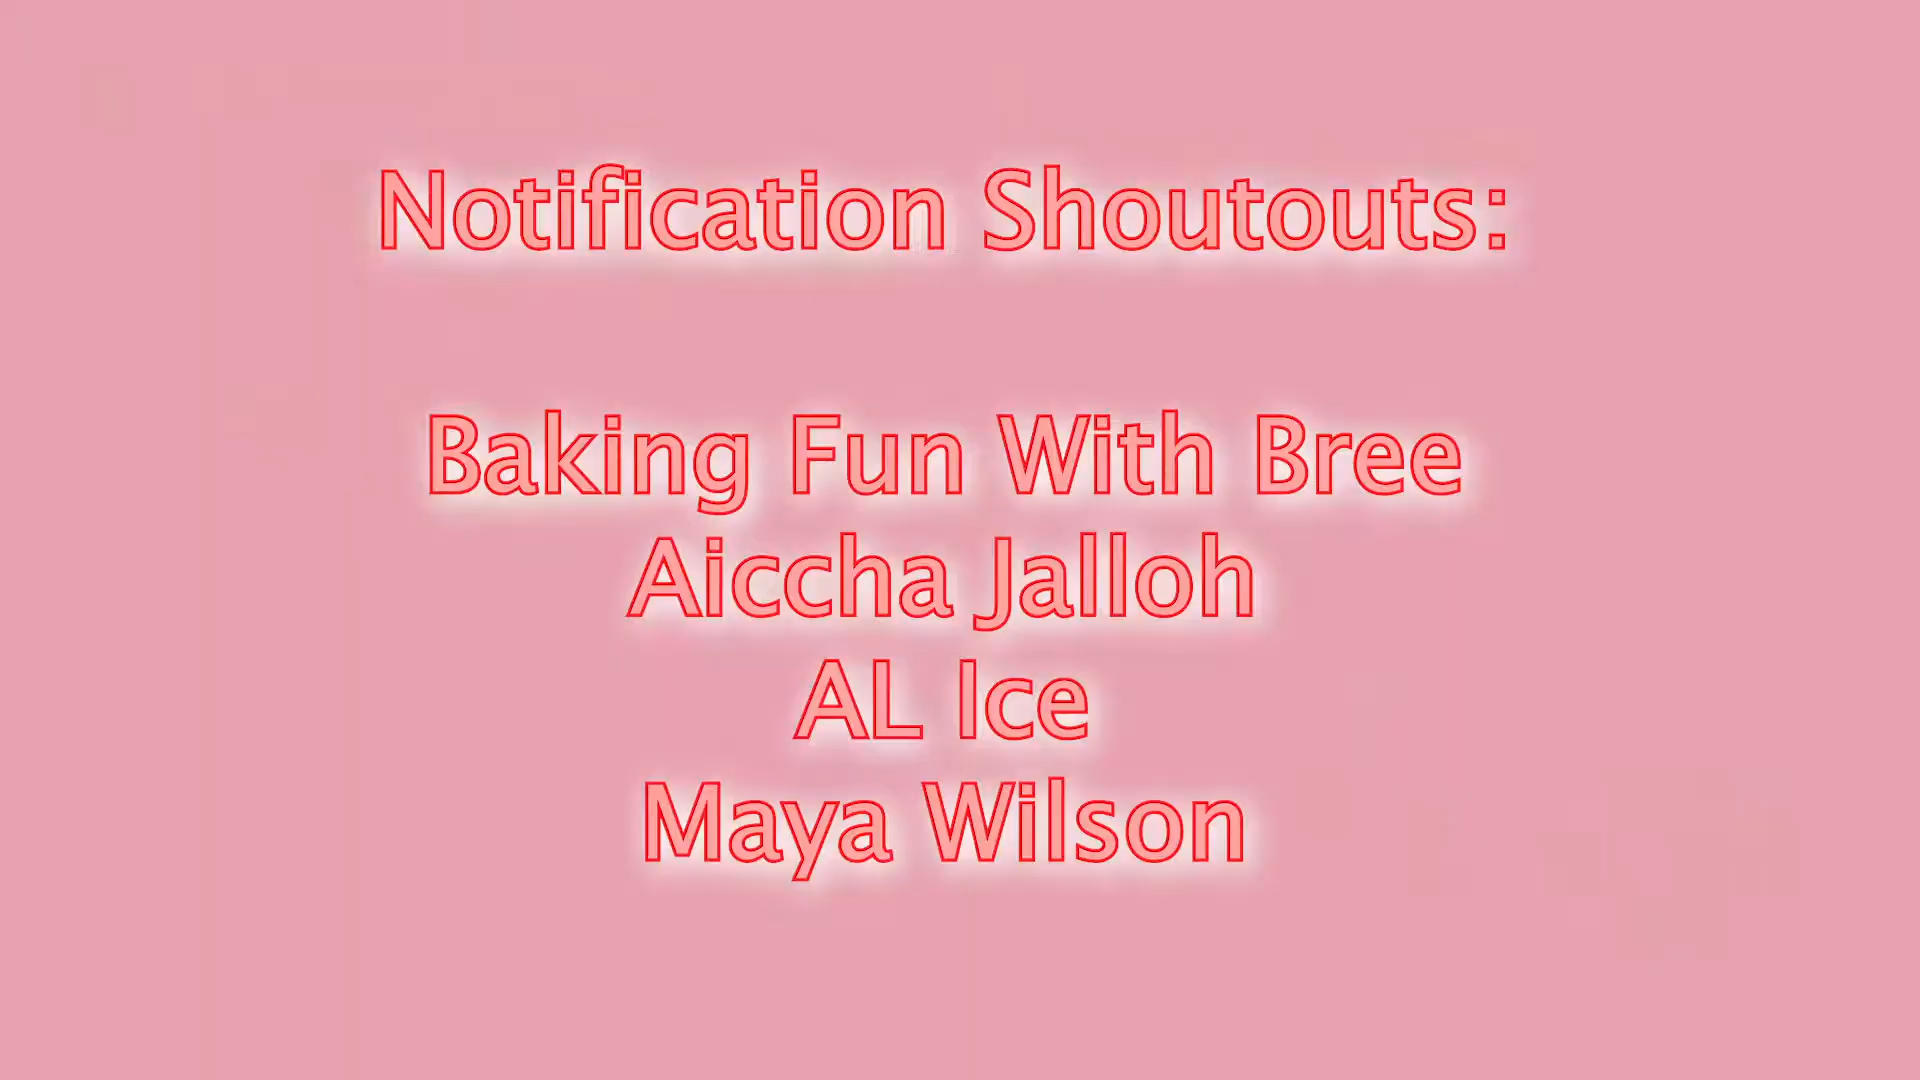 Notification Shoutouts:
Baking Fun With Bree
Aiccha Jalloh
AL Ice
Maya Wilson